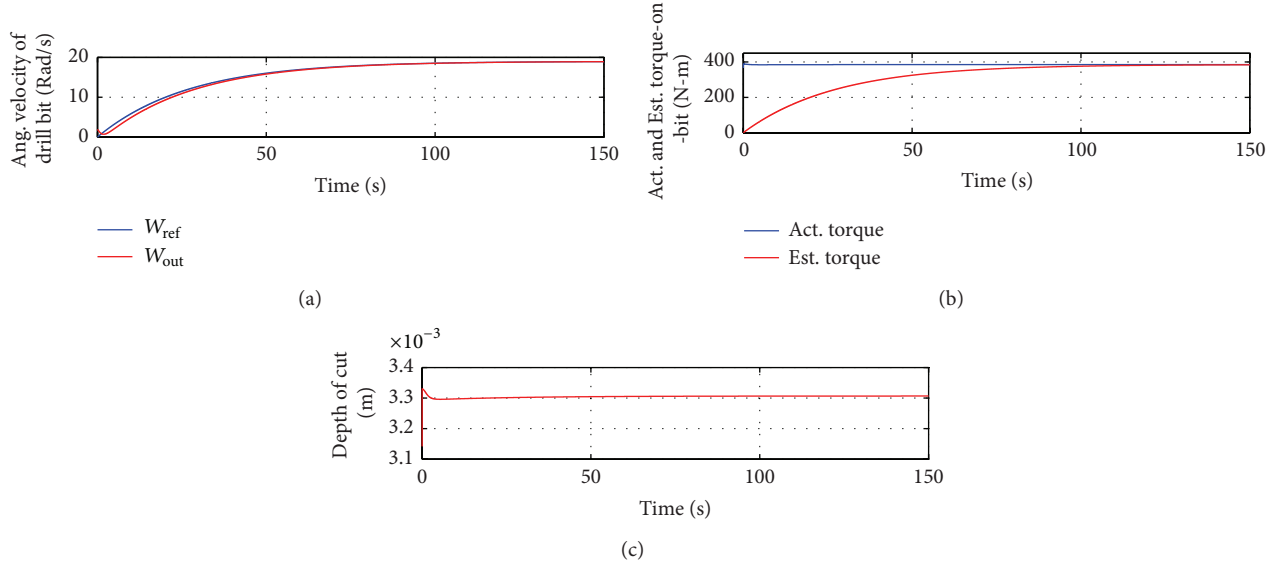 Ang. velocity of
drill bit (Rad/s)
20
10
0
0
50
100
150
Time (s)
W_ref
W_out
(a)
Act. and Est. torque-on
-bit (N-m)
400
200
0
0
50
100
150
Time (s)
Act. torque
Est. torque
(b)
×10⁻³
Depth of cut
(m)
3.4
3.3
3.2
3.1
0
50
100
150
Time (s)
(c)